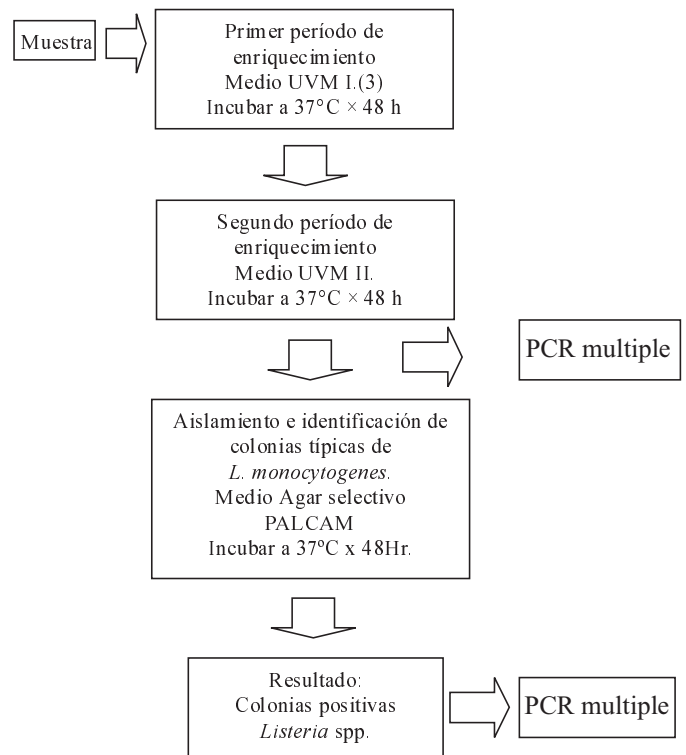 Muestra
Primer período de
enriquecimiento
Medio UVM I.(3)
Incubar a 37°C × 48 h
Segundo período de
enriquecimiento
Medio UVM II.
Incubar a 37°C × 48 h
PCR multiple
Aislamiento e identificación de
colonias típicas de
L. monocytogenes.
Medio Agar selectivo
PALCAM
Incubar a 37ºC x 48Hr.
Resultado:
Colonias positivas
Listeria spp.
PCR multiple